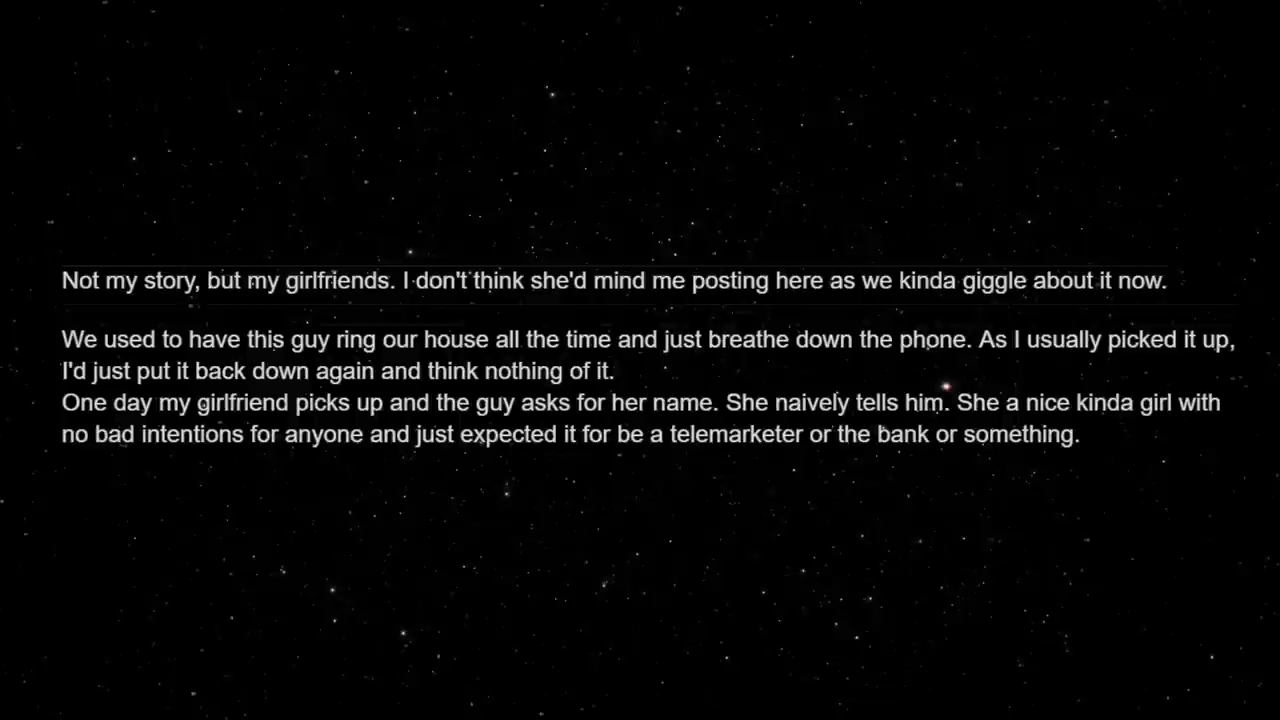 Not my story, but my girlfriends. I don't think she'd mind me posting here as we kinda giggle about it now.
We used to have this guy ring our house all the time and just breathe down the phone. As I usually picked it up,
I'd just put it back down again and think nothing of it.
One day my girlfriend picks up and the guy asks for her name. She naively tells him. She a nice kinda girl with
no bad intentions for anyone and just expected it for be a telemarketer or the bank or something.